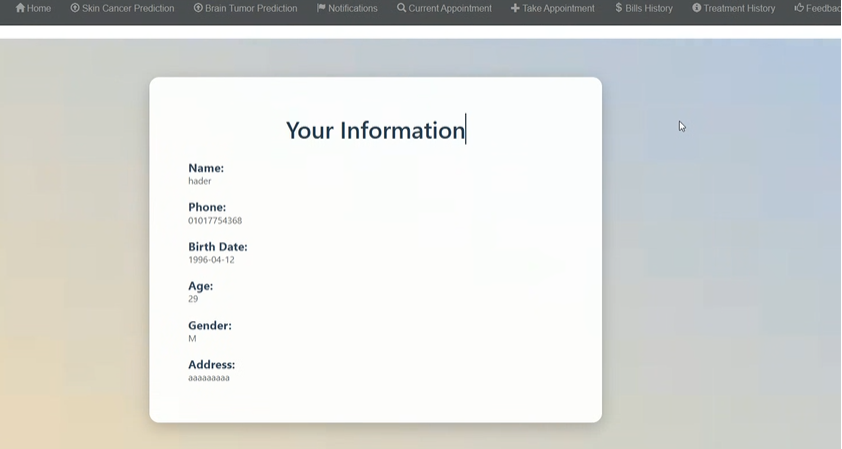 Home Skin Cancer Prediction Brain Tumor Prediction Notifications Current Appointment Take Appointment $ Bills History Treatment History Feedbac
Your Information
Name:
hader
Phone:
01017754368
Birth Date:
1996-04-12
Age:
29
Gender:
M
Address:
aaaaaaaaa